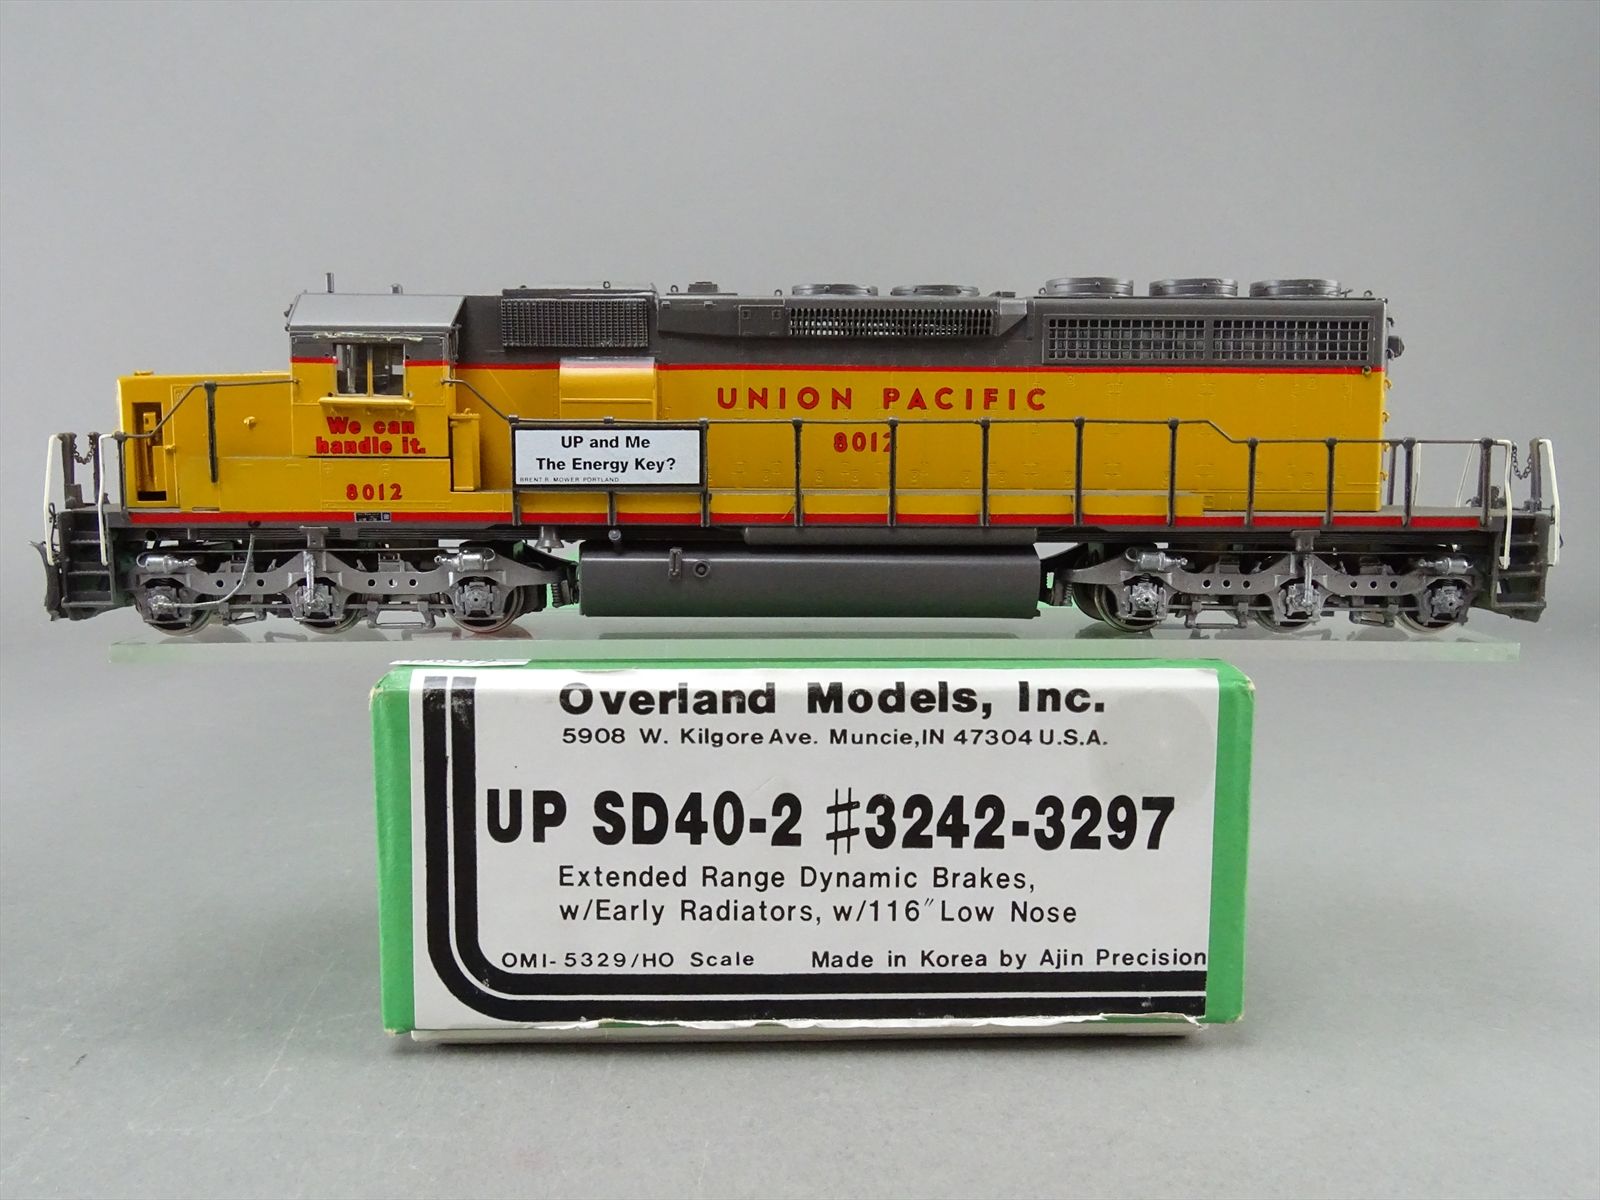 UNION PACIFIC
We can
handle it.
8012
UP and Me
The Energy Key?
BRENT R. MOWER PORTLAND
8012
Overland Models, Inc.
5908 W. Kilgore Ave. Muncie, IN 47304 U.S.A.
UP SD40-2 #3242-3297
Extended Range Dynamic Brakes,
w/Early Radiators, w/116″ Low Nose
OMI-5329/HO Scale Made in Korea by Ajin Precision